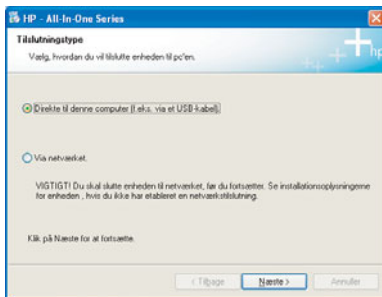 HP - All-In-One Series
Tilslutningstype
Vælg, hvordan du vil tilslutte enheden til pc'en.
hp
Direkte til denne computer (f.eks. via et USB-kabel).
Via netværket.
VIGTIGT! Du skal slutte enheden til netværket, før du fortsætter. Se installationsoplysningerne
for enheden , hvis du ikke har etableret en netværkstilslutning.
Klik på Næste for at fortsætte.
< Tilbage
Næste >
Annuller